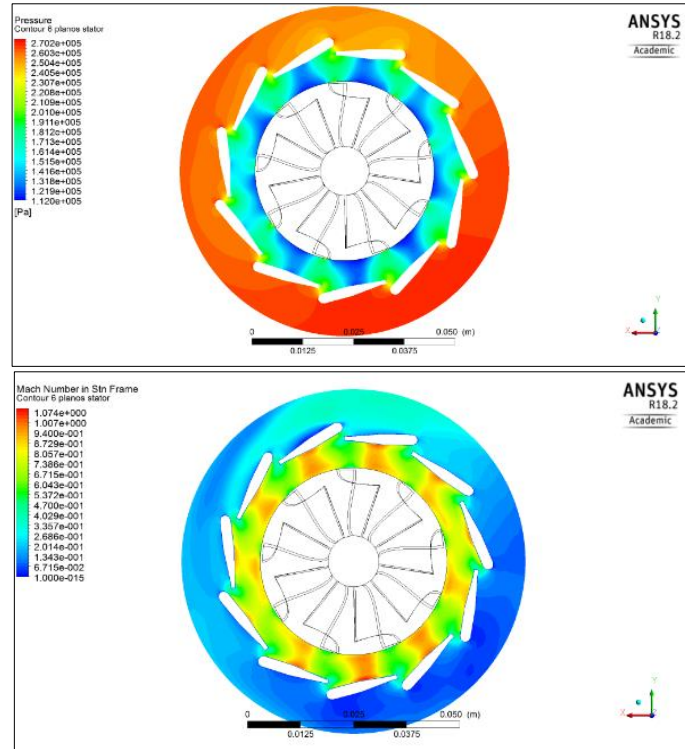 Pressure
Contour 6 planos stator
2.702e+005
2.603e+005
2.504e+005
2.405e+005
2.307e+005
2.208e+005
2.109e+005
2.010e+005
1.911e+005
1.812e+005
1.713e+005
1.614e+005
1.515e+005
1.416e+005
1.318e+005
1.219e+005
1.120e+005
[Pa]
ANSYS
R18.2
Academic
0 0.025 0.050 (m)
0.0125 0.0375
Y
X Z
Mach Number in Stn Frame
Contour 6 planos stator
1.074e+000
1.007e+000
9.400e-001
8.729e-001
8.057e-001
7.386e-001
6.715e-001
6.043e-001
5.372e-001
4.700e-001
4.029e-001
3.357e-001
2.686e-001
2.014e-001
1.343e-001
6.715e-002
1.000e-015
ANSYS
R18.2
Academic
0 0.025 0.050 (m)
0.0125 0.0375
Y
X Z